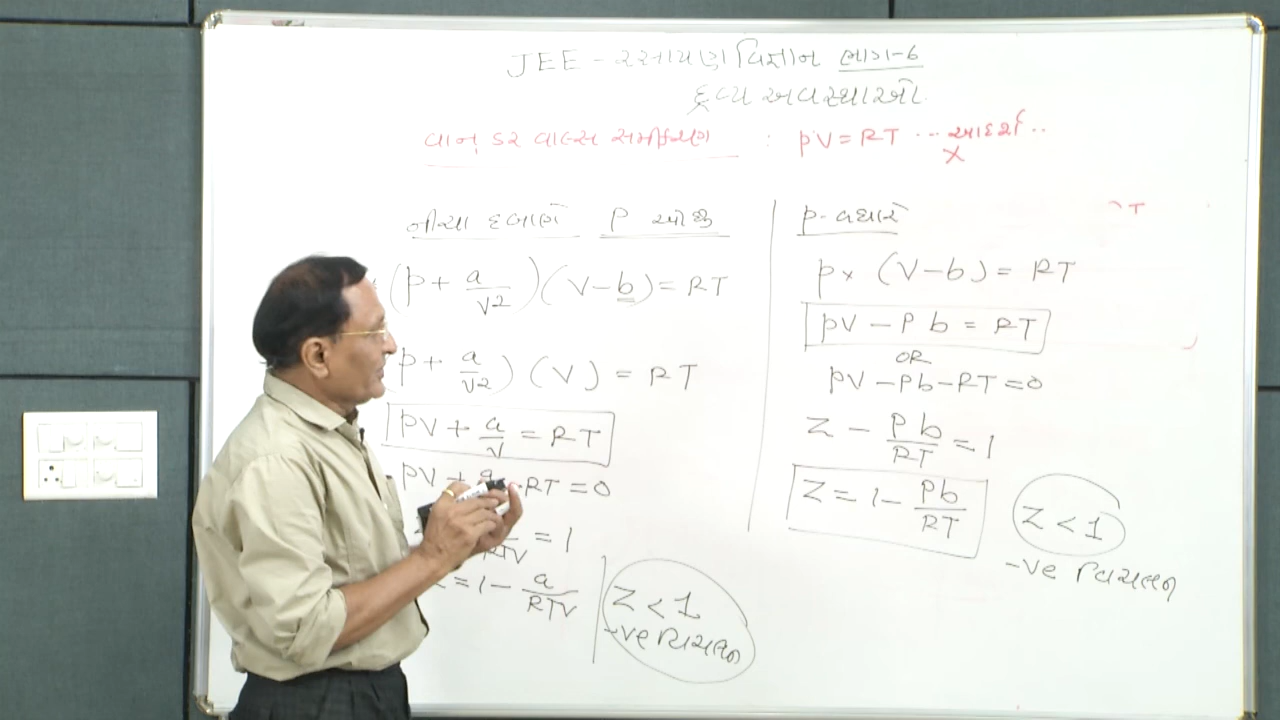 JEE - રસાયણ વિજ્ઞાન ભાગ-6
દ્રવ્ય અવસ્થાઓ.
વાન્ ડર વાલ્સ સમીકરણ : pV = RT ... આદર્શ ..
X
નીચા દબાણે P ઓછુ
(p + a/V2) (V - b) = RT
p + a/V2) (V) = RT
PV + a/V = RT
PV + a - RT = 0
RTV = 1
= 1 - a/RTV
Z < 1
-ve વિચલન
p - વધારે
T
px (V - b) = RT
pV - Pb = RT
OR
pV - Pb - RT = 0
Z - Pb/RT = 1
Z = 1 - Pb/RT
Z < 1
-ve વિચલન